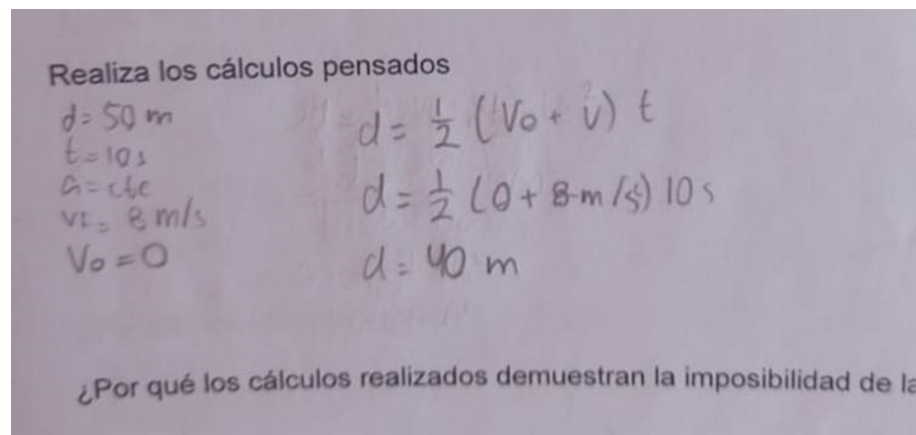 Realiza los cálculos pensados
d= 50 m
t=10s
a= cte
vf= 8 m/s
Vo=0
d= 1/2 (Vo + V) t
d= 1/2 (0 + 8 m/s) 10 s
d= 40 m
¿Por qué los cálculos realizados demuestran la imposibilidad de la